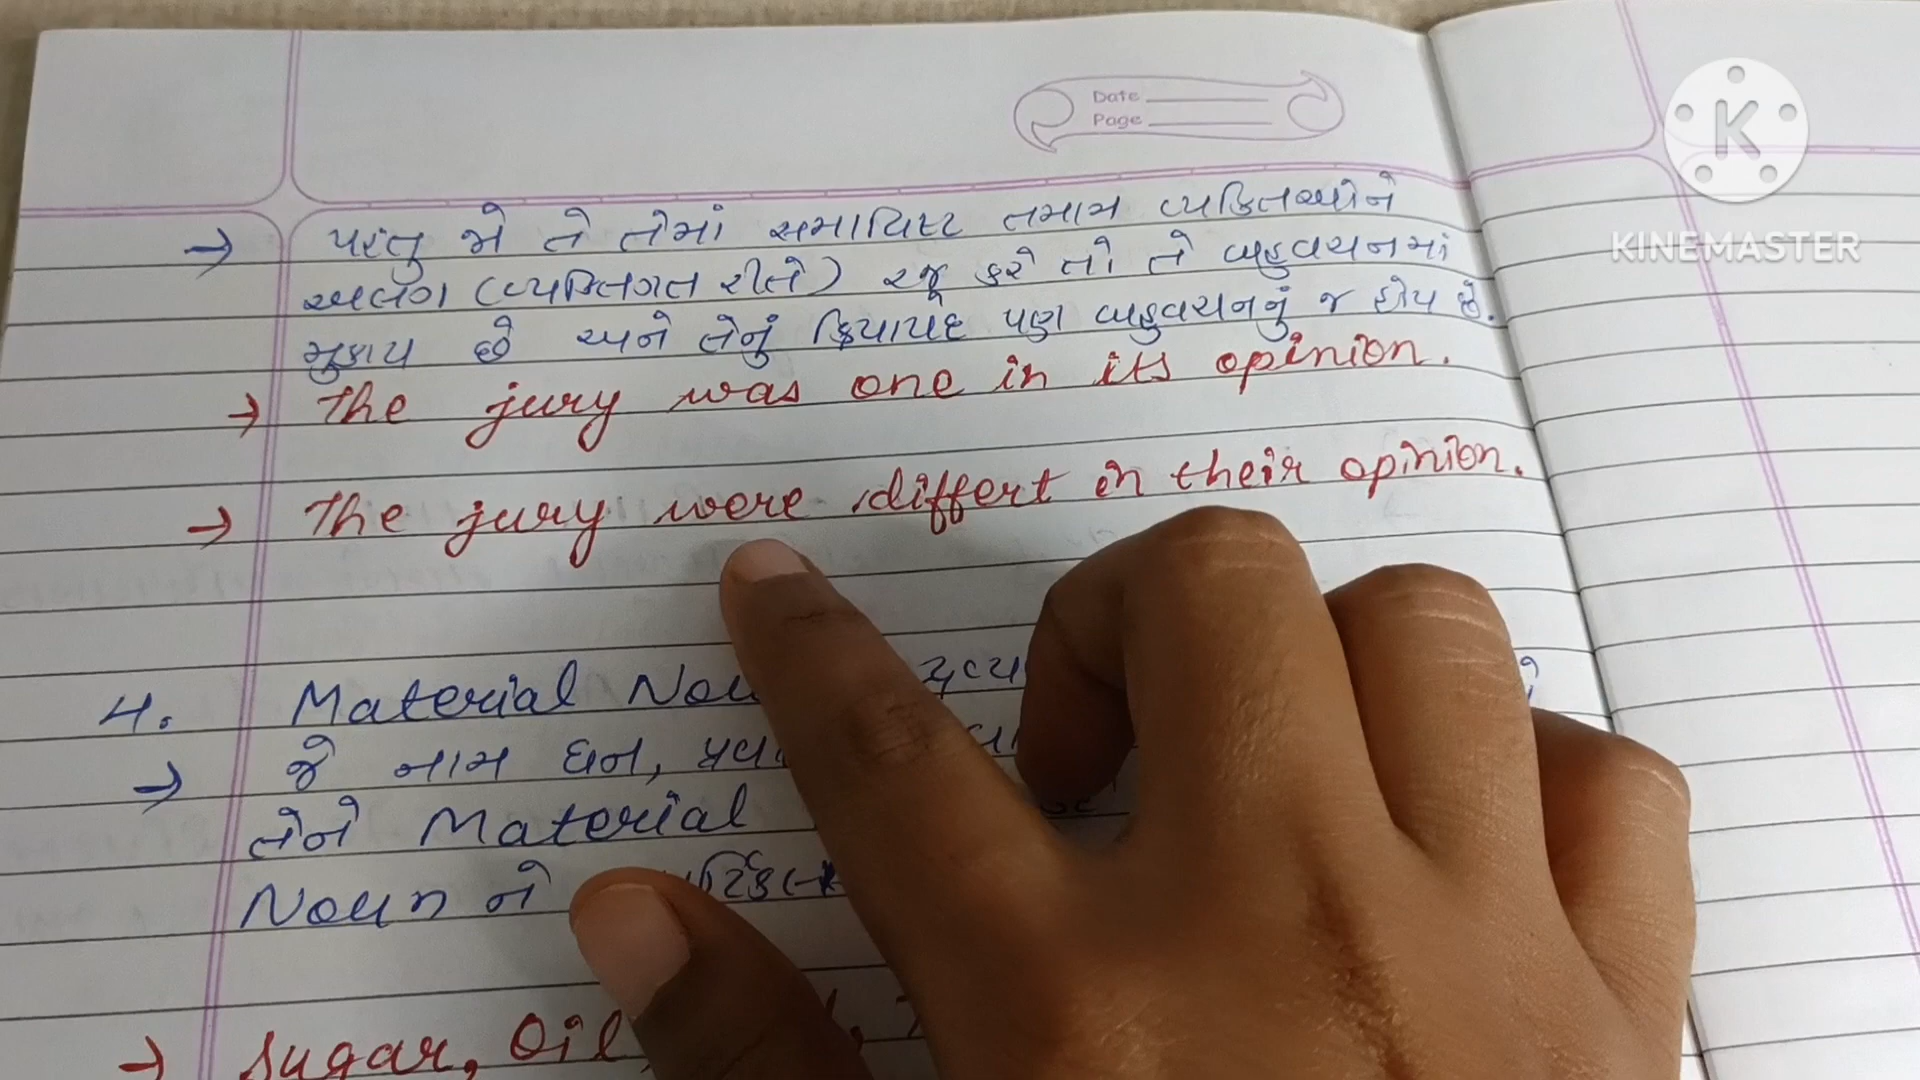 Date
Page
KINEMASTER
→ પરંતુ જો તે તેમાં સમાવિષ્ટ તમામ વ્યક્તિઓને
અલગ (વ્યક્તિગત રીતે) રજૂ કરે તો તે બહુવચનમાં
મુકાય છે અને તેનું ક્રિયાપદ પણ બહુવચનનું જ હોય છે.
→ The jury was one in its opinion.
→ The jury were differt in their opinion.
4. Material
→ જે નામ ઘન,
તેને Material
Noun ને
→ Sugar, Oil